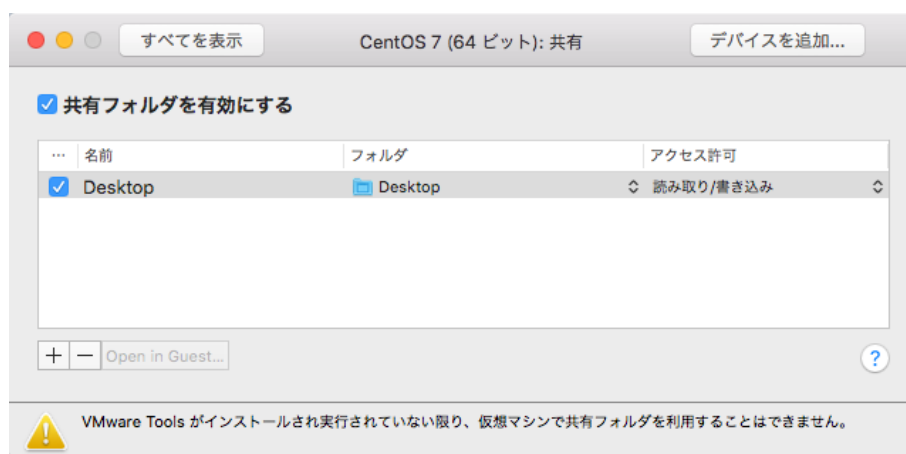 すべてを表示 CentOS 7 (64 ビット): 共有 デバイスを追加...
共有フォルダを有効にする
... 名前 フォルダ アクセス許可
Desktop Desktop 読み取り/書き込み
+ − Open in Guest... ?
VMware Tools がインストールされ実行されていない限り、仮想マシンで共有フォルダを利用することはできません。